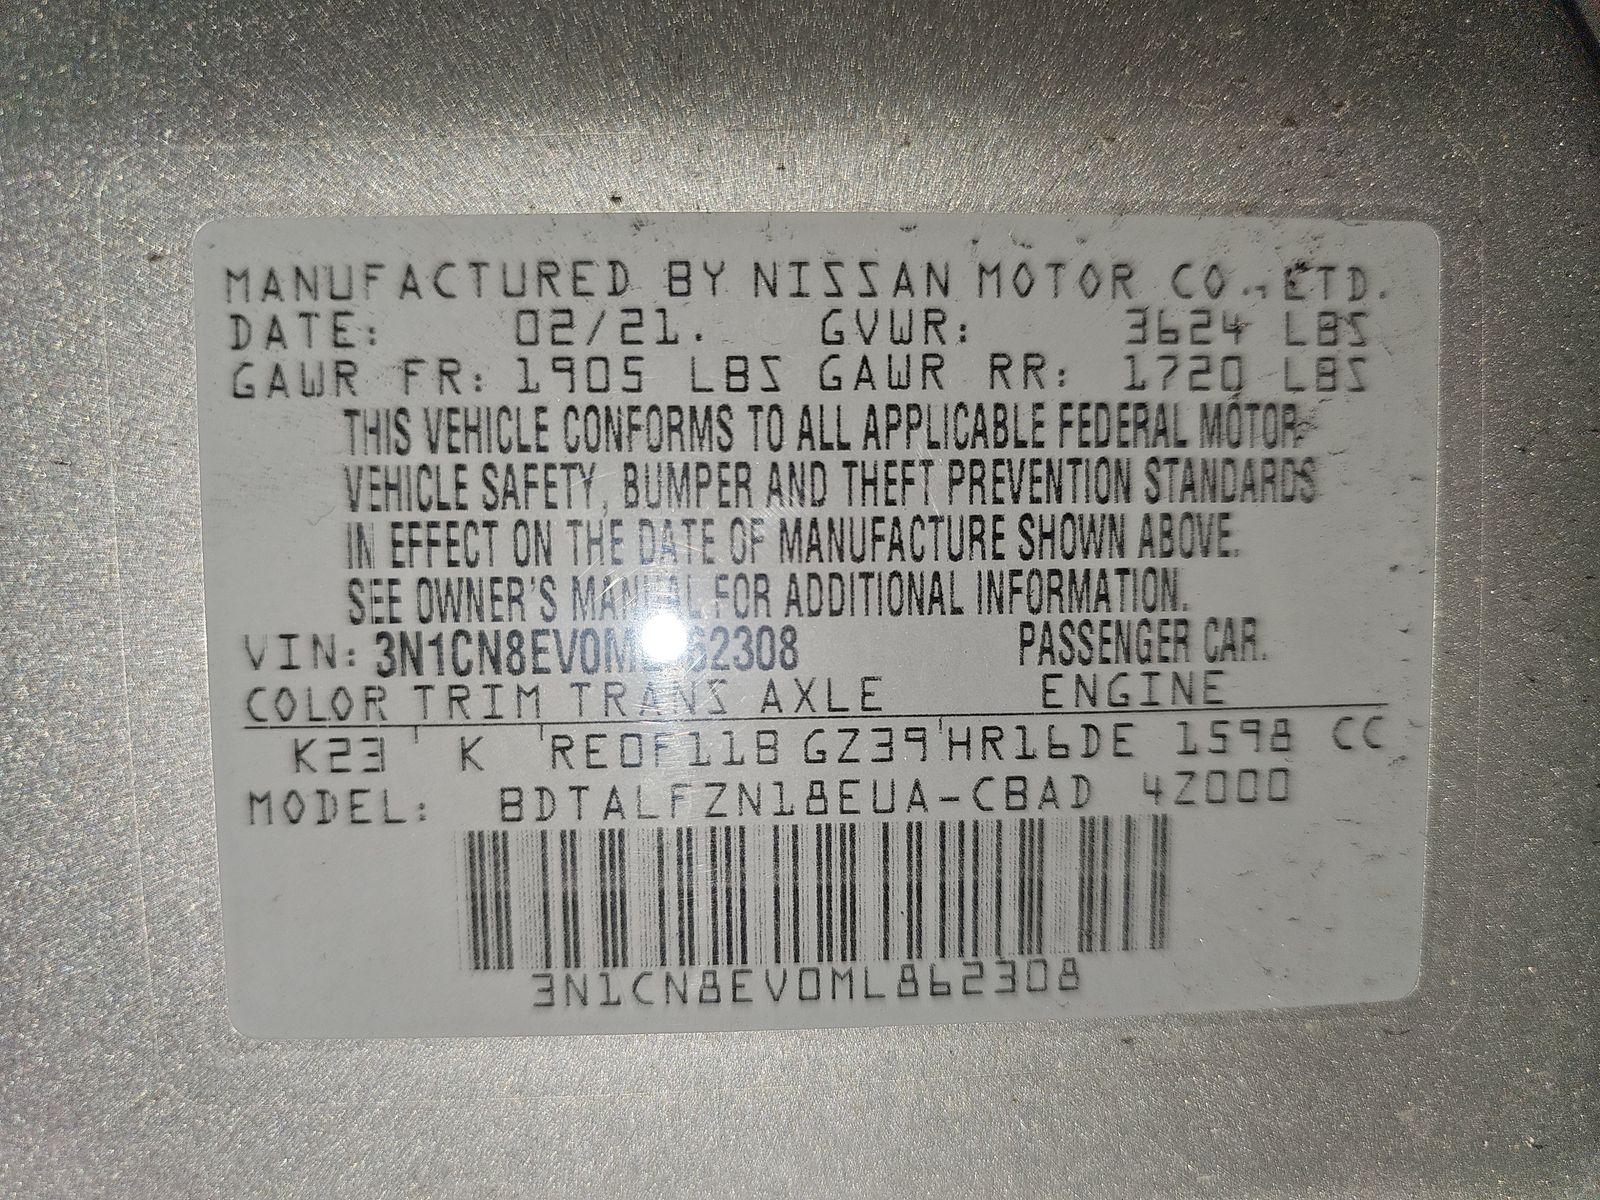 MANUFACTURED BY NISSAN MOTOR CO., LTD.
DATE: 02/21. GVWR: 3624 LBS
GAWR FR: 1905 LBS GAWR RR: 1720 LBS
THIS VEHICLE CONFORMS TO ALL APPLICABLE FEDERAL MOTOR
VEHICLE SAFETY, BUMPER AND THEFT PREVENTION STANDARDS
IN EFFECT ON THE DATE OF MANUFACTURE SHOWN ABOVE.
SEE OWNER'S MANUAL FOR ADDITIONAL INFORMATION.
VIN: 3N1CN8EV0ML862308 PASSENGER CAR.
COLOR TRIM TRANS AXLE ENGINE
K23 K RE0F11B GZ39 HR16DE 1598 CC
MODEL: BDTALFZN18EUA-CBAD 4Z000
3N1CN8EV0ML862308